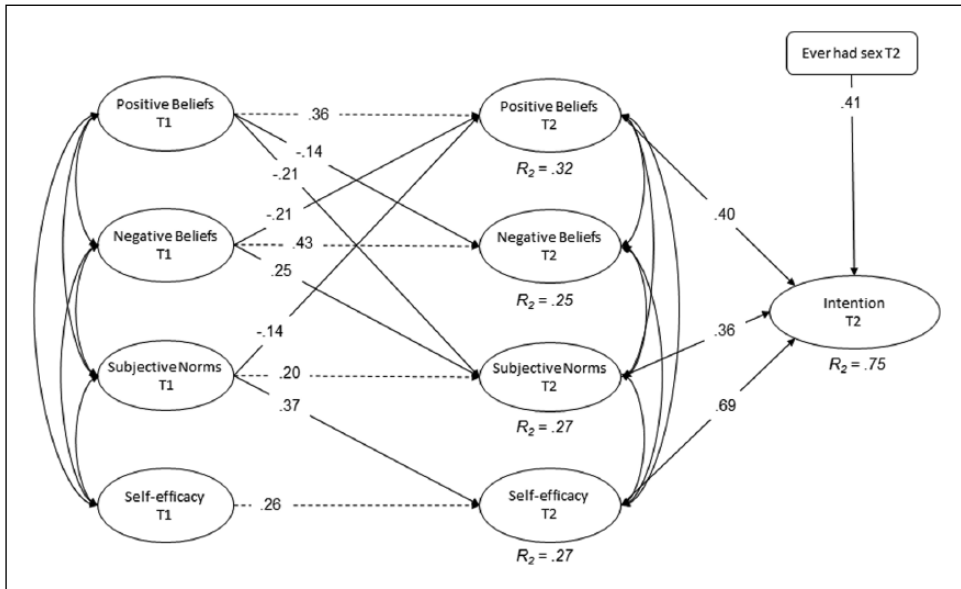 Ever had sex T2
.41
Positive Beliefs
T1
.36
Positive Beliefs
T2
R2 = .32
-.14
-.21
-.21
.40
Negative Beliefs
T1
.43
Negative Beliefs
T2
R2 = .25
.25
Intention
T2
R2 = .75
-.14
.36
Subjective Norms
T1
.20
Subjective Norms
T2
R2 = .27
.37
.69
Self-efficacy
T1
.26
Self-efficacy
T2
R2 = .27